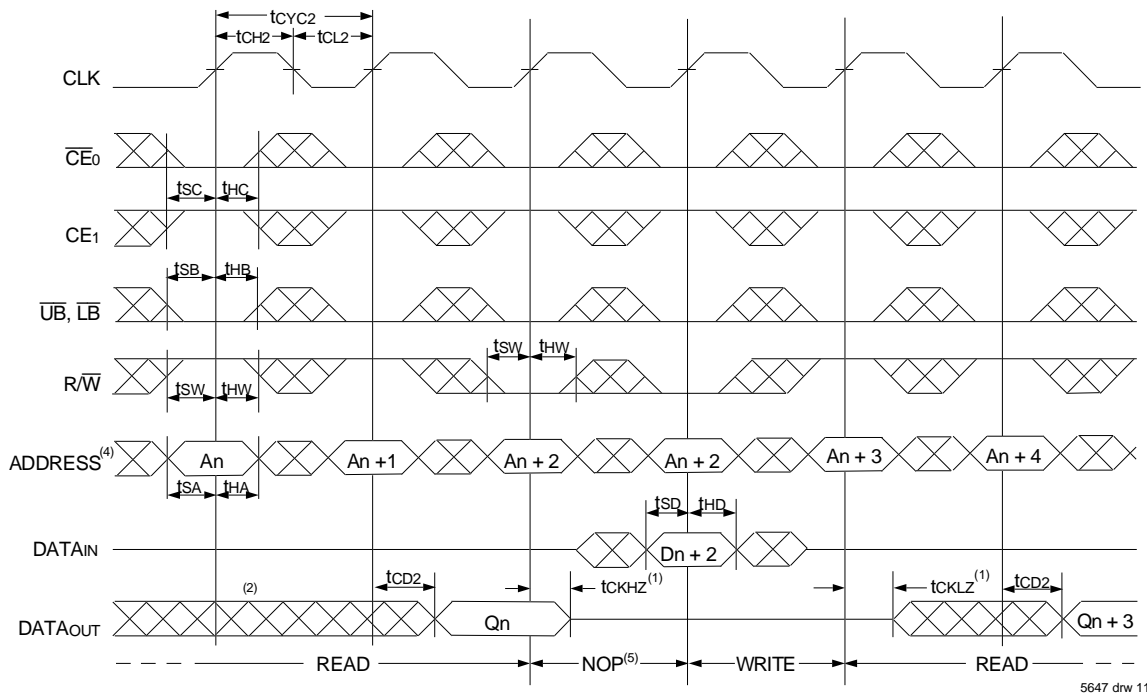 tCYC2
tCH2 tCL2
CLK
CE0
tSC tHC
CE1
tSB tHB
UB, LB
tSW tHW
R/W
tSW tHW
ADDRESS(4) An An +1 An + 2 An + 2 An + 3 An + 4
tSA tHA
tSD tHD
DATAIN Dn + 2
(2) tCD2 tCKHZ(1) tCKLZ(1) tCD2
DATAOUT Qn Qn + 3
READ NOP(5) WRITE READ
5647 drw 11